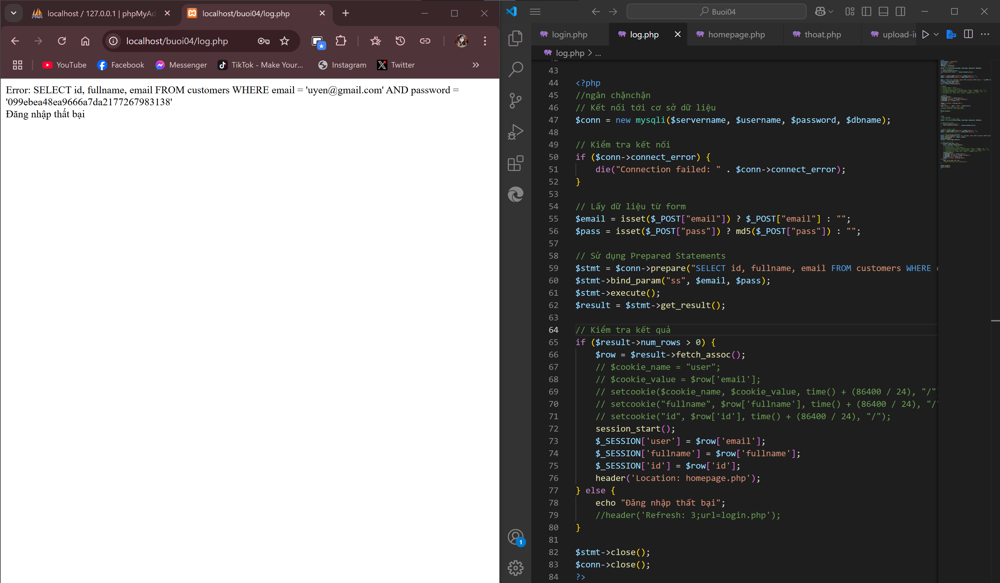 localhost / 127.0.0.1 | phpMyAd
localhost/buoi04/log.php
localhost/buoi04/log.php
YouTube
Facebook
Messenger
TikTok - Make Your...
Instagram
Twitter
Error: SELECT id, fullname, email FROM customers WHERE email = 'uyen@gmail.com' AND password =
'099ebea48ea9666a7da2177267983138'
Đăng nhập thất bại
Buoi04
login.php
log.php
homepage.php
thoat.php
upload-i
log.php > ...
43
44 <?php
45 //ngăn chặnchặn
46 // Kết nối tới cơ sở dữ liệu
47 $conn = new mysqli($servername, $username, $password, $dbname);
48
49 // Kiểm tra kết nối
50 if ($conn->connect_error) {
51 die("Connection failed: " . $conn->connect_error);
52 }
53
54 // Lấy dữ liệu từ form
55 $email = isset($_POST["email"]) ? $_POST["email"] : "";
56 $pass = isset($_POST["pass"]) ? md5($_POST["pass"]) : "";
57
58 // Sử dụng Prepared Statements
59 $stmt = $conn->prepare("SELECT id, fullname, email FROM customers WHERE e
60 $stmt->bind_param("ss", $email, $pass);
61 $stmt->execute();
62 $result = $stmt->get_result();
63
64 // Kiểm tra kết quả
65 if ($result->num_rows > 0) {
66 $row = $result->fetch_assoc();
67 // $cookie_name = "user";
68 // $cookie_value = $row['email'];
69 // setcookie($cookie_name, $cookie_value, time() + (86400 / 24), "/")
70 // setcookie("fullname", $row['fullname'], time() + (86400 / 24), "/"
71 // setcookie("id", $row['id'], time() + (86400 / 24), "/");
72 session_start();
73 $_SESSION['user'] = $row['email'];
74 $_SESSION['fullname'] = $row['fullname'];
75 $_SESSION['id'] = $row['id'];
76 header('Location: homepage.php');
77 } else {
78 echo "Đăng nhập thất bại";
79 //header('Refresh: 3;url=login.php');
80 }
81
82 $stmt->close();
83 $conn->close();
84 ?>
1